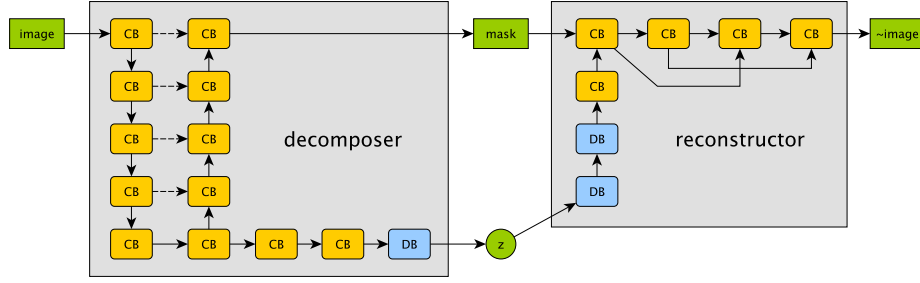 image CB CB mask CB CB CB CB ~image
CB CB CB
CB CB decomposer DB reconstructor
CB CB DB
CB CB CB CB DB z